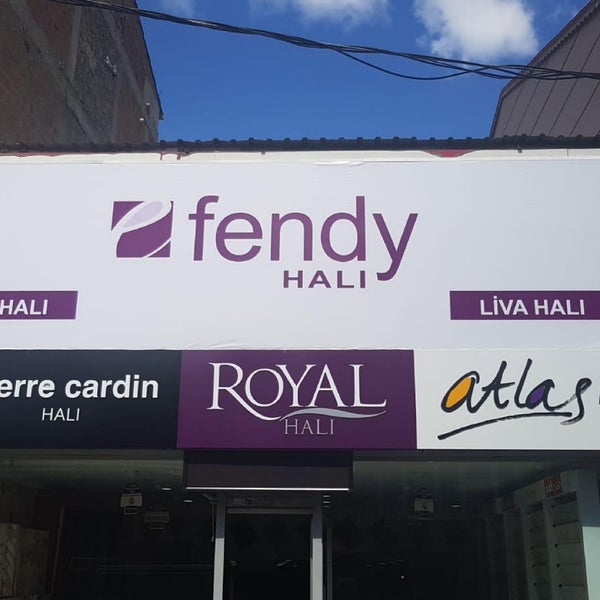 fendy
HALI
HALI
LİVA HALI
erre cardin
HALI
ROYAL
HALI
atlas